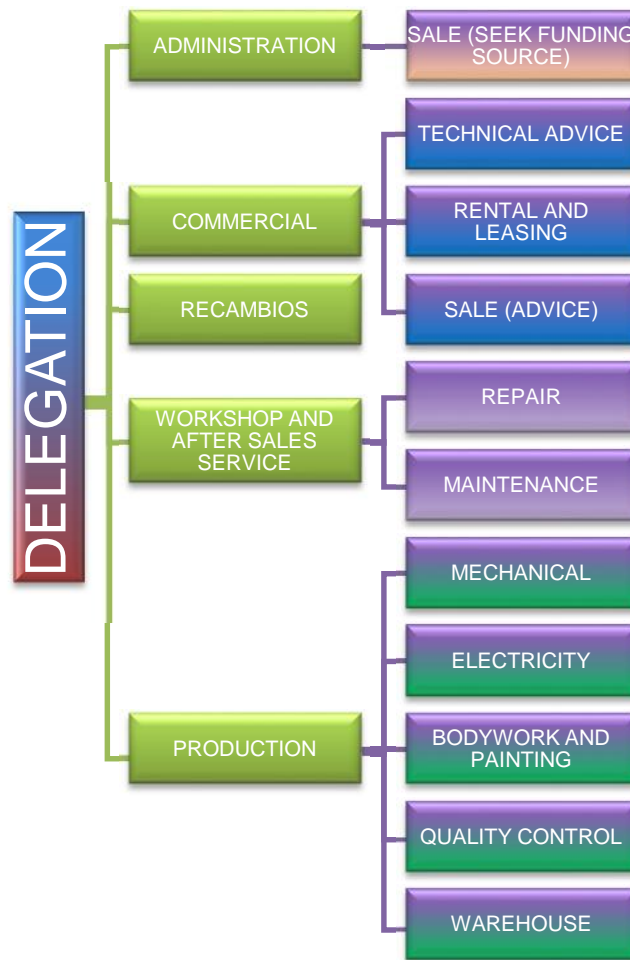 DELEGATION
ADMINISTRATION
SALE (SEEK FUNDING
SOURCE)
COMMERCIAL
TECHNICAL ADVICE
RENTAL AND
LEASING
SALE (ADVICE)
RECAMBIOS
WORKSHOP AND
AFTER SALES
SERVICE
REPAIR
MAINTENANCE
PRODUCTION
MECHANICAL
ELECTRICITY
BODYWORK AND
PAINTING
QUALITY CONTROL
WAREHOUSE